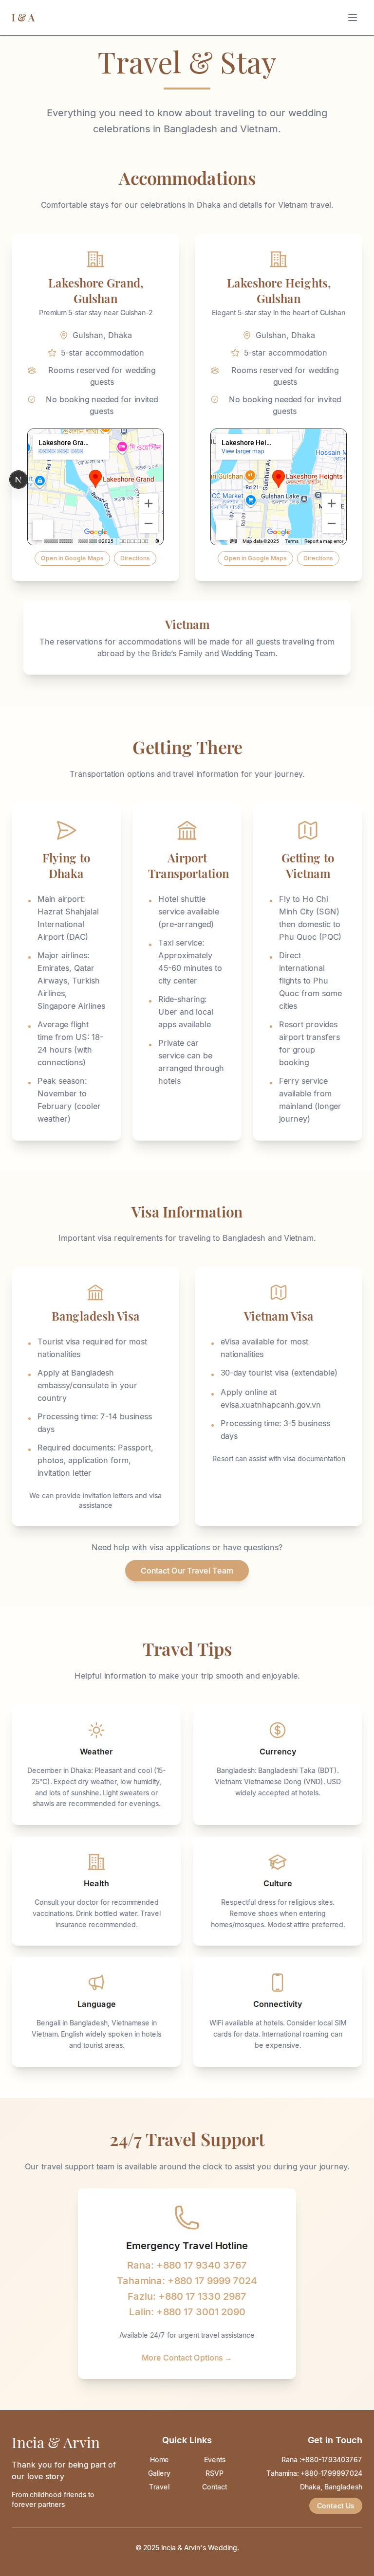 I & A
Travel & Stay
Everything you need to know about traveling to our wedding
celebrations in Bangladesh and Vietnam.
Accommodations
Comfortable stays for our celebrations in Dhaka and details for Vietnam travel.
Lakeshore Grand,
Gulshan
Premium 5-star stay near Gulshan-2
Gulshan, Dhaka
5-star accommodation
Rooms reserved for wedding
guests
No booking needed for invited
guests
Lakeshore Gra...
Lakeshore Grand
Google
©2025
Open in Google Maps
Directions
Lakeshore Heights,
Gulshan
Elegant 5-star stay in the heart of Gulshan
Gulshan, Dhaka
5-star accommodation
Rooms reserved for wedding
guests
No booking needed for invited
guests
Lakeshore Hei...
View larger map
Rd 21
Lakeshore Heights
Gulshan Lake
Google
Map data ©2025 Terms Report a map error
Open in Google Maps
Directions
Vietnam
The reservations for accommodations will be made for all guests traveling from
abroad by the Bride's Family and Wedding Team.
Getting There
Transportation options and travel information for your journey.
Flying to
Dhaka
Main airport:
Hazrat Shahjalal
International
Airport (DAC)
Major airlines:
Emirates, Qatar
Airways, Turkish
Airlines,
Singapore Airlines
Average flight
time from US: 18-
24 hours (with
connections)
Peak season:
November to
February (cooler
weather)
Airport
Transportation
Hotel shuttle
service available
(pre-arranged)
Taxi service:
Approximately
45-60 minutes to
city center
Ride-sharing:
Uber and local
apps available
Private car
service can be
arranged through
hotels
Getting to
Vietnam
Fly to Ho Chi
Minh City (SGN)
then domestic to
Phu Quoc (PQC)
Direct
international
flights to Phu
Quoc from some
cities
Resort provides
airport transfers
for group
booking
Ferry service
available from
mainland (longer
journey)
Visa Information
Important visa requirements for traveling to Bangladesh and Vietnam.
Bangladesh Visa
Tourist visa required for most
nationalities
Apply at Bangladesh
embassy/consulate in your
country
Processing time: 7-14 business
days
Required documents: Passport,
photos, application form,
invitation letter
We can provide invitation letters and visa
assistance
Vietnam Visa
eVisa available for most
nationalities
30-day tourist visa (extendable)
Apply online at
evisa.xuatnhapcanh.gov.vn
Processing time: 3-5 business
days
Resort can assist with visa documentation
Need help with visa applications or have questions?
Contact Our Travel Team
Travel Tips
Helpful information to make your trip smooth and enjoyable.
Weather
December in Dhaka: Pleasant and cool (15-
25°C). Expect dry weather, low humidity,
and lots of sunshine. Light sweaters or
shawls are recommended for evenings.
Currency
Bangladesh: Bangladeshi Taka (BDT).
Vietnam: Vietnamese Dong (VND). USD
widely accepted at hotels.
Health
Consult your doctor for recommended
vaccinations. Drink bottled water. Travel
insurance recommended.
Culture
Respectful dress for religious sites.
Remove shoes when entering
homes/mosques. Modest attire preferred.
Language
Bengali in Bangladesh, Vietnamese in
Vietnam. English widely spoken in hotels
and tourist areas.
Connectivity
WiFi available at hotels. Consider local SIM
cards for data. International roaming can
be expensive.
24/7 Travel Support
Our travel support team is available around the clock to assist you during your journey.
Emergency Travel Hotline
Rana: +880 17 9340 3767
Tahamina: +880 17 9999 7024
Fazlu: +880 17 1330 2987
Lalin: +880 17 3001 2090
Available 24/7 for urgent travel assistance
More Contact Options →
Incia & Arvin
Thank you for being part of
our love story
From childhood friends to
forever partners
Quick Links
Home
Events
Gallery
RSVP
Travel
Contact
Get in Touch
Rana :+880-1793403767
Tahamina: +880-1799997024
Dhaka, Bangladesh
Contact Us
© 2025 Incia & Arvin's Wedding.